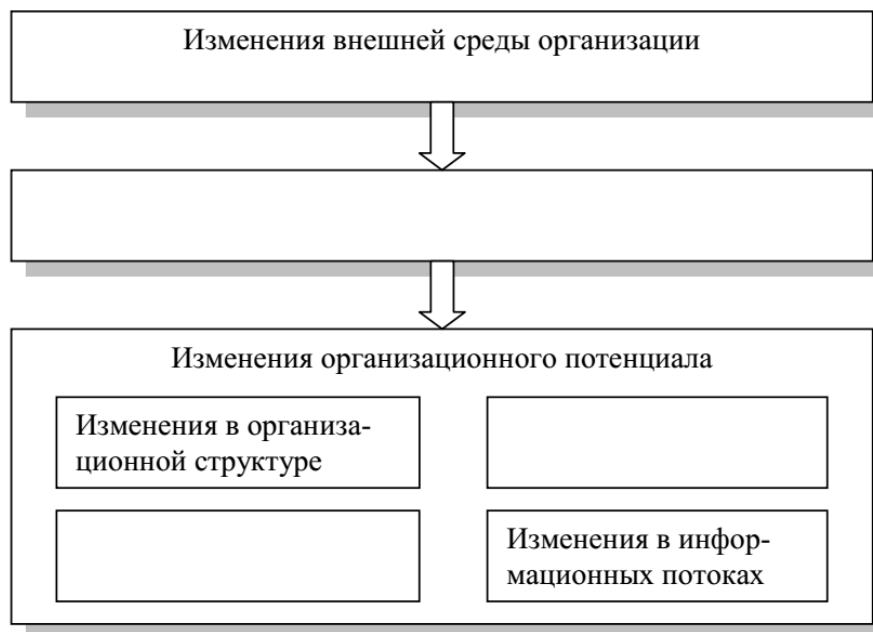 Изменения внешней среды организации
Изменения организационного потенциала
Изменения в организа-
ционной структуре
Изменения в инфор-
мационных потоках